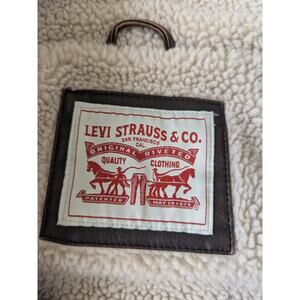 LEVI STRAUSS & CO.
SAN FRANCISCO
CAL.
ORIGINAL RIVETED
QUALITY CLOTHING
PATENTED MAY 20 1873